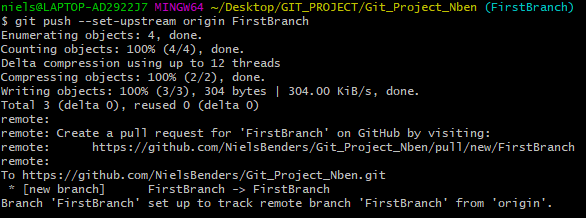 niels@LAPTOP-AD2922J7 MINGW64 ~/Desktop/GIT_PROJECT/Git_Project_Nben (FirstBranch)
$ git push --set-upstream origin FirstBranch
Enumerating objects: 4, done.
Counting objects: 100% (4/4), done.
Delta compression using up to 12 threads
Compressing objects: 100% (2/2), done.
Writing objects: 100% (3/3), 304 bytes | 304.00 KiB/s, done.
Total 3 (delta 0), reused 0 (delta 0)
remote:
remote: Create a pull request for 'FirstBranch' on GitHub by visiting:
remote:      https://github.com/NielsBenders/Git_Project_Nben/pull/new/FirstBranch
remote:
To https://github.com/NielsBenders/Git_Project_Nben.git
 * [new branch]      FirstBranch -> FirstBranch
Branch 'FirstBranch' set up to track remote branch 'FirstBranch' from 'origin'.